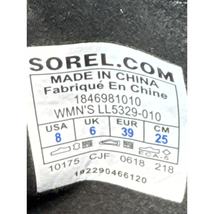 SOREL.COM
MADE IN CHINA
Fabriqué En Chine
1846981010
WMN'S LL5329-010
USA UK EUR CM
8 6 39 25
10175 CJF 0618 218
192290466120